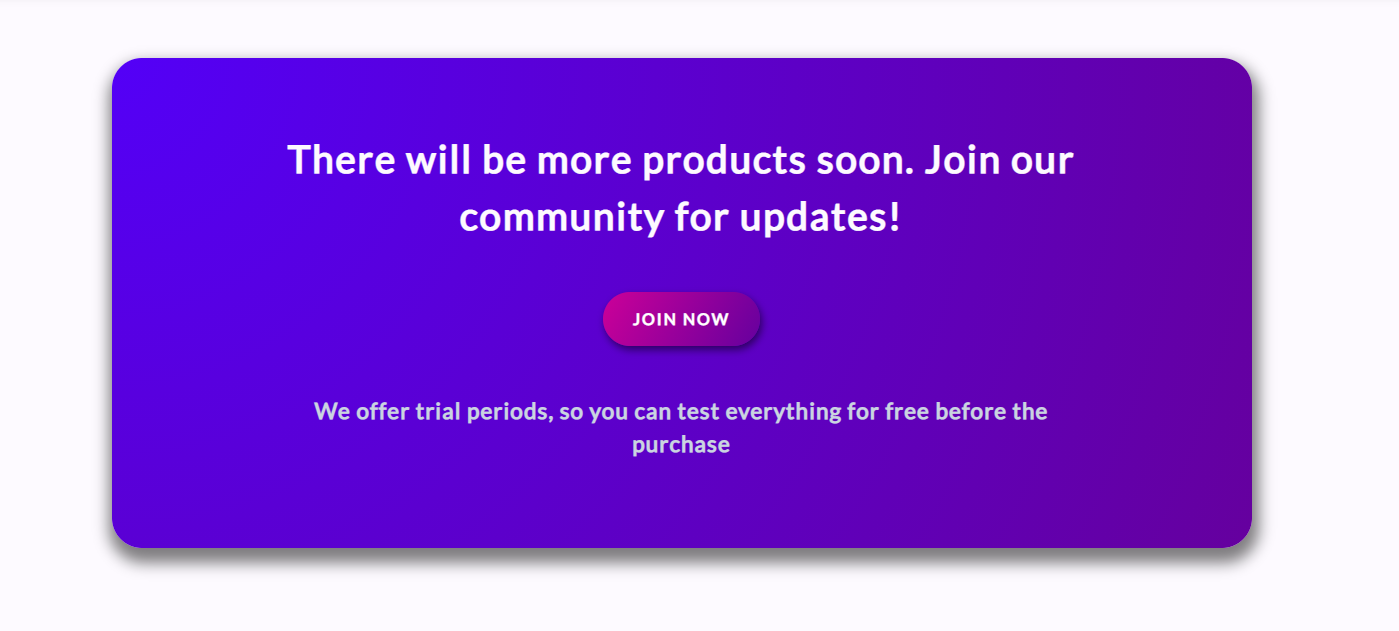 There will be more products soon. Join our
community for updates!
JOIN NOW
We offer trial periods, so you can test everything for free before the
purchase